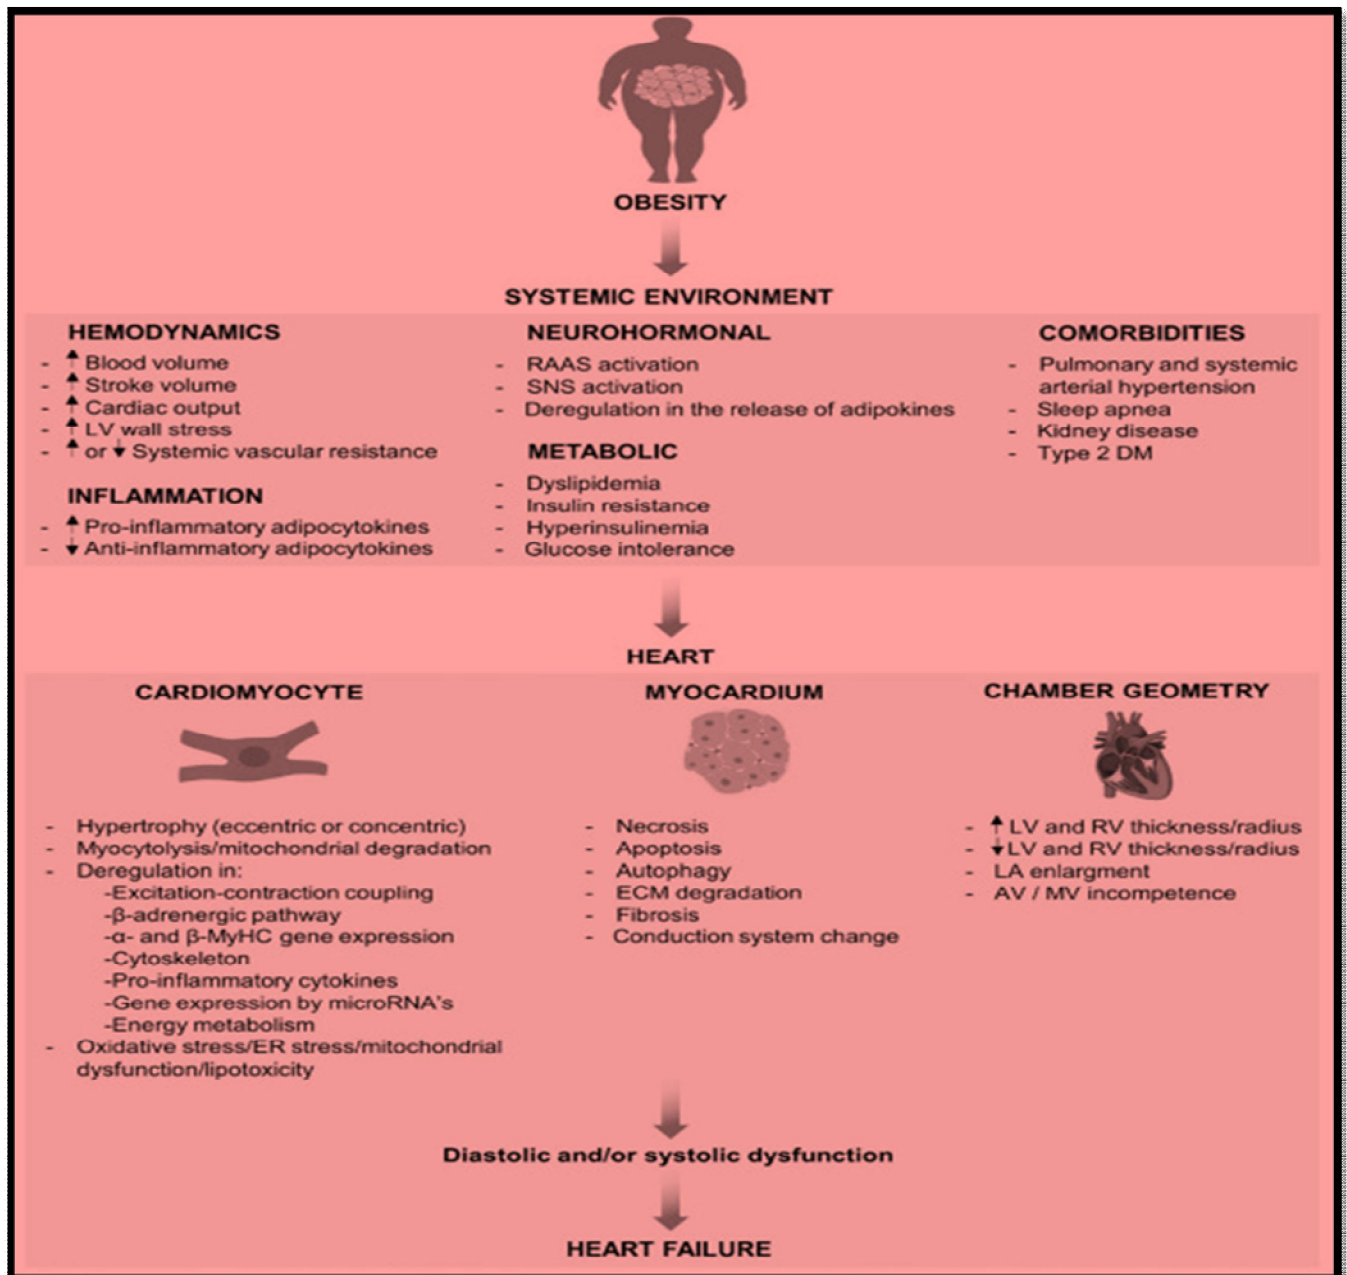 OBESITY
SYSTEMIC ENVIRONMENT
HEMODYNAMICS
- ↑ Blood volume
- ↑ Stroke volume
- ↑ Cardiac output
- ↑ LV wall stress
- ↑ or ↓ Systemic vascular resistance
INFLAMMATION
- ↑ Pro-inflammatory adipocytokines
- ↓ Anti-inflammatory adipocytokines
NEUROHORMONAL
- RAAS activation
- SNS activation
- Deregulation in the release of adipokines
METABOLIC
- Dyslipidemia
- Insulin resistance
- Hyperinsulinemia
- Glucose intolerance
COMORBIDITIES
- Pulmonary and systemic
arterial hypertension
- Sleep apnea
- Kidney disease
- Type 2 DM
HEART
CARDIOMYOCYTE
- Hypertrophy (eccentric or concentric)
- Myocytolysis/mitochondrial degradation
- Deregulation in:
-Excitation-contraction coupling
-β-adrenergic pathway
-α- and β-MyHC gene expression
-Cytoskeleton
-Pro-inflammatory cytokines
-Gene expression by microRNA's
-Energy metabolism
- Oxidative stress/ER stress/mitochondrial
dysfunction/lipotoxicity
MYOCARDIUM
- Necrosis
- Apoptosis
- Autophagy
- ECM degradation
- Fibrosis
- Conduction system change
CHAMBER GEOMETRY
- ↑ LV and RV thickness/radius
- ↓ LV and RV thickness/radius
- LA enlargment
- AV / MV incompetence
Diastolic and/or systolic dysfunction
HEART FAILURE